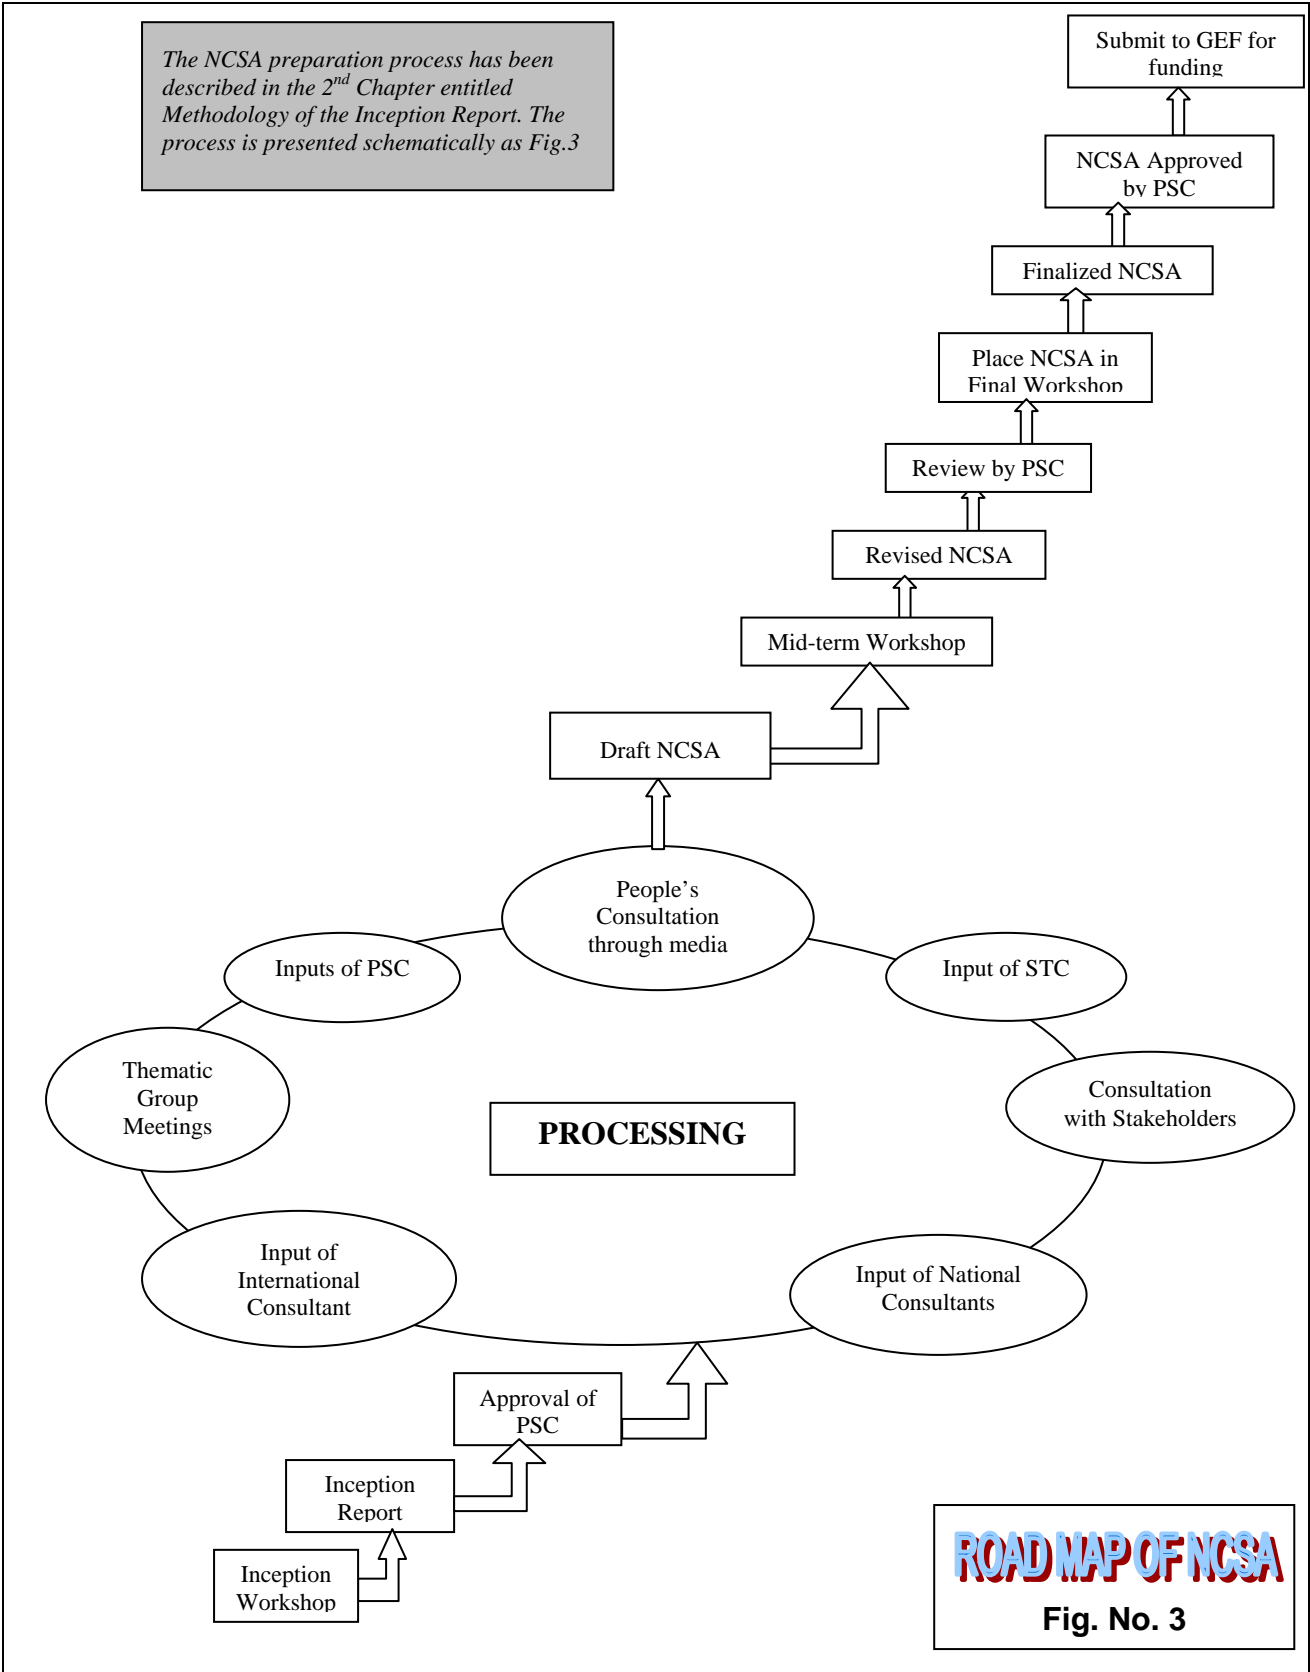 The NCSA preparation process has been
described in the 2nd Chapter entitled
Methodology of the Inception Report. The
process is presented schematically as Fig.3
Submit to GEF for
funding
NCSA Approved
by PSC
Finalized NCSA
Place NCSA in
Final Workshop
Review by PSC
Revised NCSA
Mid-term Workshop
Draft NCSA
People's
Consultation
through media
Inputs of PSC
Input of STC
Thematic
Group
Meetings
Consultation
with Stakeholders
PROCESSING
Input of
International
Consultant
Input of National
Consultants
Approval of
PSC
Inception
Report
Inception
Workshop
ROAD MAP OF NCSA
Fig. No. 3